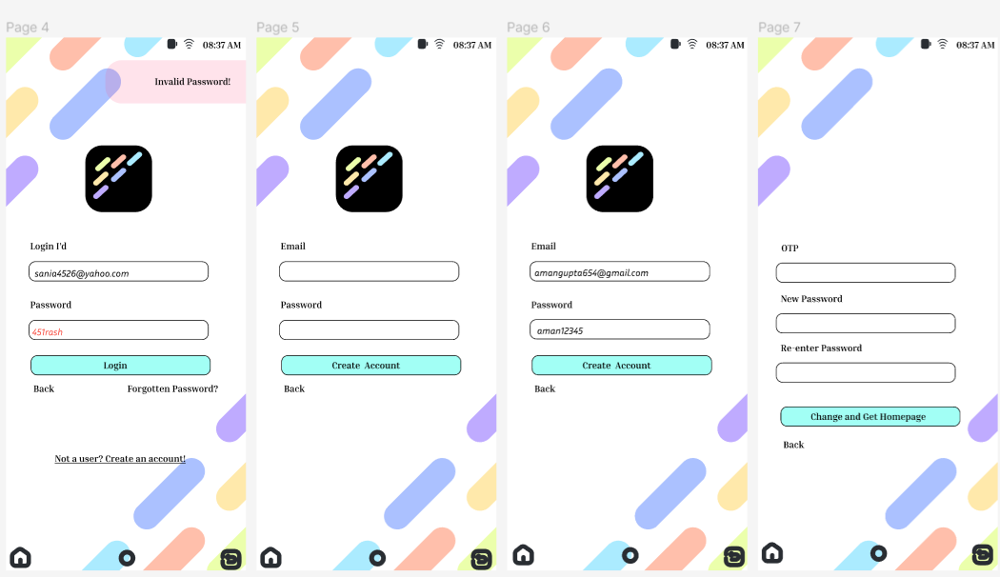 Page 4
08:37 AM
Invalid Password!
Login I'd
sania4526@yahoo.com
Password
451rash
Login
Back
Forgotten Password?
Not a user? Create an account!
Page 5
08:37 AM
Email
Password
Create Account
Back
Page 6
08:37 AM
Email
amangupta654@gmail.com
Password
aman12345
Create Account
Back
Page 7
08:37 AM
OTP
New Password
Re-enter Password
Change and Get Homepage
Back